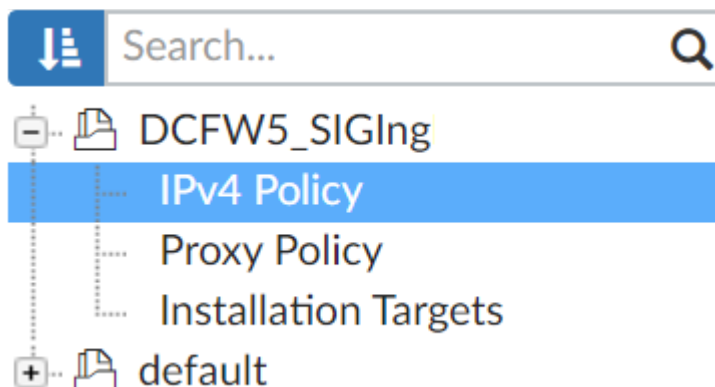 Search...
DCFW5_SIGIng
IPv4 Policy
Proxy Policy
Installation Targets
default